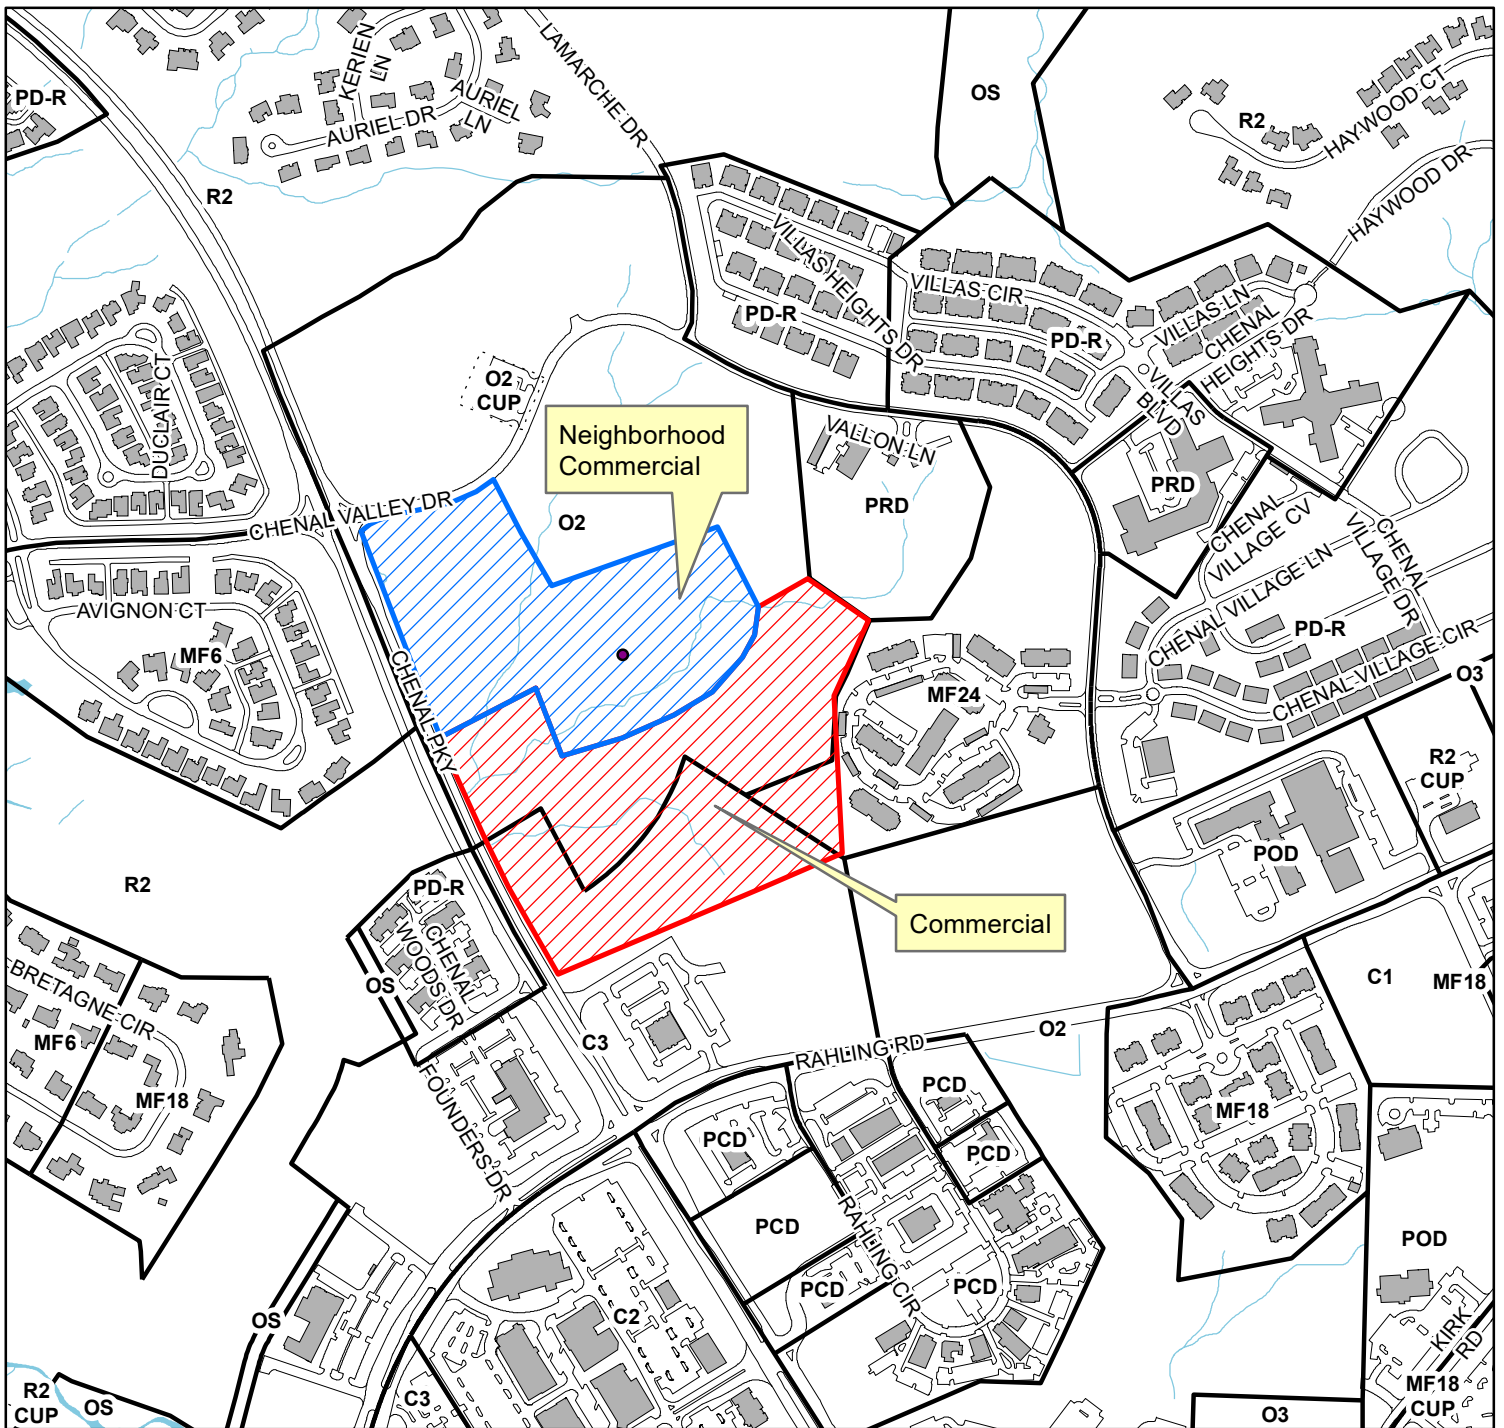 LAMARCHE DR
KERIEN
LN
AURIEL
LN
AURIEL DR
PD-R
OS
R2
HAYWOOD CT
HAYWOOD DR
R2
VILLAS HEIGHTS DR
VILLAS CIR
PD-R
PD-R
VILLAS LN
CHENAL
HEIGHTS DR
VILLAS
BLVD
DUCLAIR CT
O2
CUP
Neighborhood
Commercial
VALLON LN
PRD
PRD
CHENAL VALLEY DR
O2
CHENAL
VILLAGE CV
CHENAL
VILLAGE DR
CHENAL VILLAGE LN
AVIGNON CT
MF6
PD-R
CHENAL VILLAGE CIR
CHENAL PKY
MF24
O3
R2
CUP
POD
R2
PD-R
CHENAL
WOODS DR
Commercial
OS
BRETAGNE CIR
MF6
MF18
C3
RAHLING RD
O2
C1
MF18
FOUNDERS DR
PCD
PCD
PCD
MF18
PCD
RAHLING CIR
PCD
PCD
POD
OS
C2
C3
KIRK
RD
R2
CUP
OS
MF18
CUP
O3